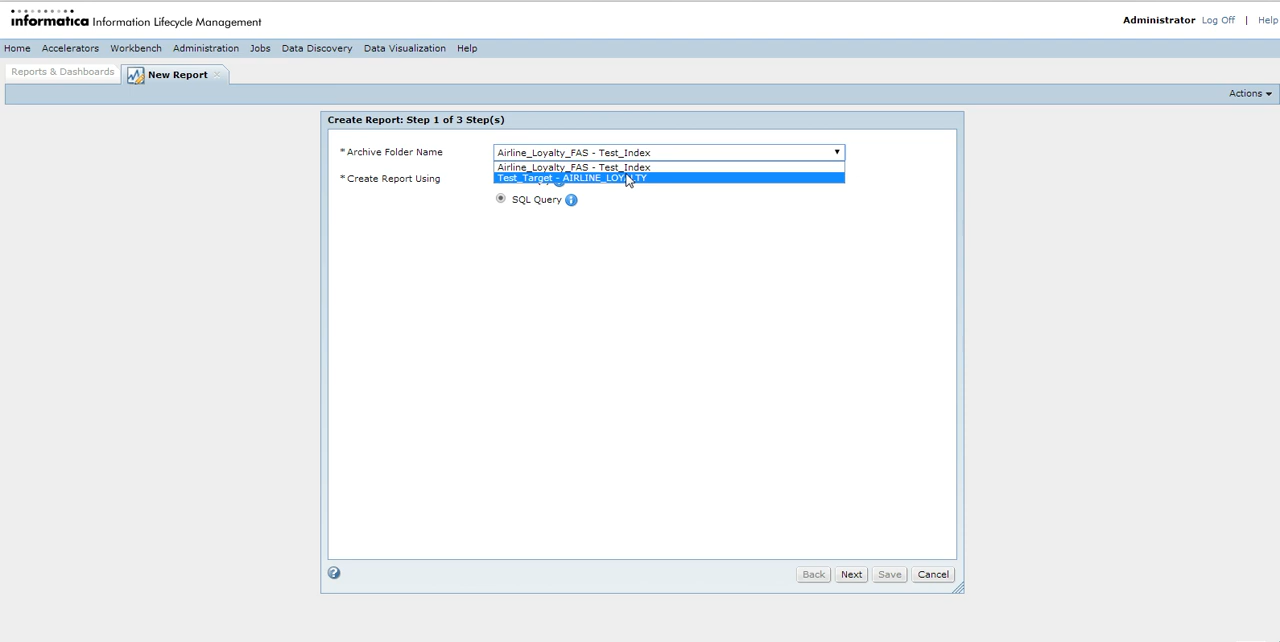 informatica Information Lifecycle Management
Administrator Log Off | Help
Home Accelerators Workbench Administration Jobs Data Discovery Data Visualization Help
Reports & Dashboards New Report
Actions
Create Report: Step 1 of 3 Step(s)
*Archive Folder Name Airline_Loyalty_FAS - Test_Index
Airline_Loyalty_FAS - Test_Index
Test_Target - AIRLINE_LOYALTY
*Create Report Using
SQL Query
Back Next Save Cancel